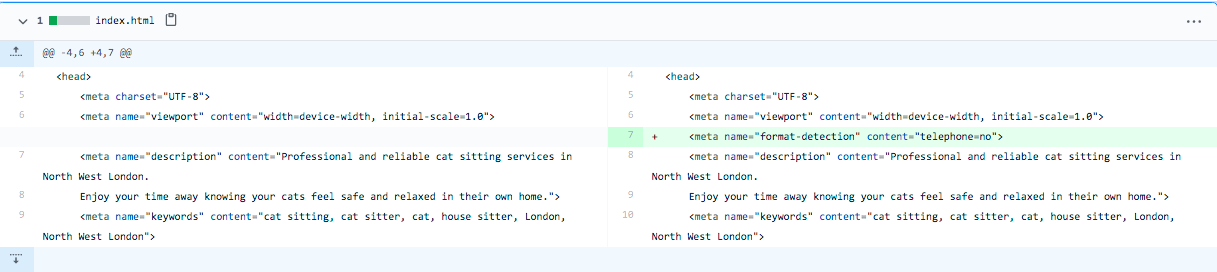 1 index.html
@@ -4,6 +4,7 @@
4 <head>
5 <meta charset="UTF-8">
6 <meta name="viewport" content="width=device-width, initial-scale=1.0">
7 <meta name="description" content="Professional and reliable cat sitting services in
North West London.
8 Enjoy your time away knowing your cats feel safe and relaxed in their own home.">
9 <meta name="keywords" content="cat sitting, cat sitter, cat, house sitter, London,
North West London">
4 <head>
5 <meta charset="UTF-8">
6 <meta name="viewport" content="width=device-width, initial-scale=1.0">
7 + <meta name="format-detection" content="telephone=no">
8 <meta name="description" content="Professional and reliable cat sitting services in
North West London.
9 Enjoy your time away knowing your cats feel safe and relaxed in their own home.">
10 <meta name="keywords" content="cat sitting, cat sitter, cat, house sitter, London,
North West London">